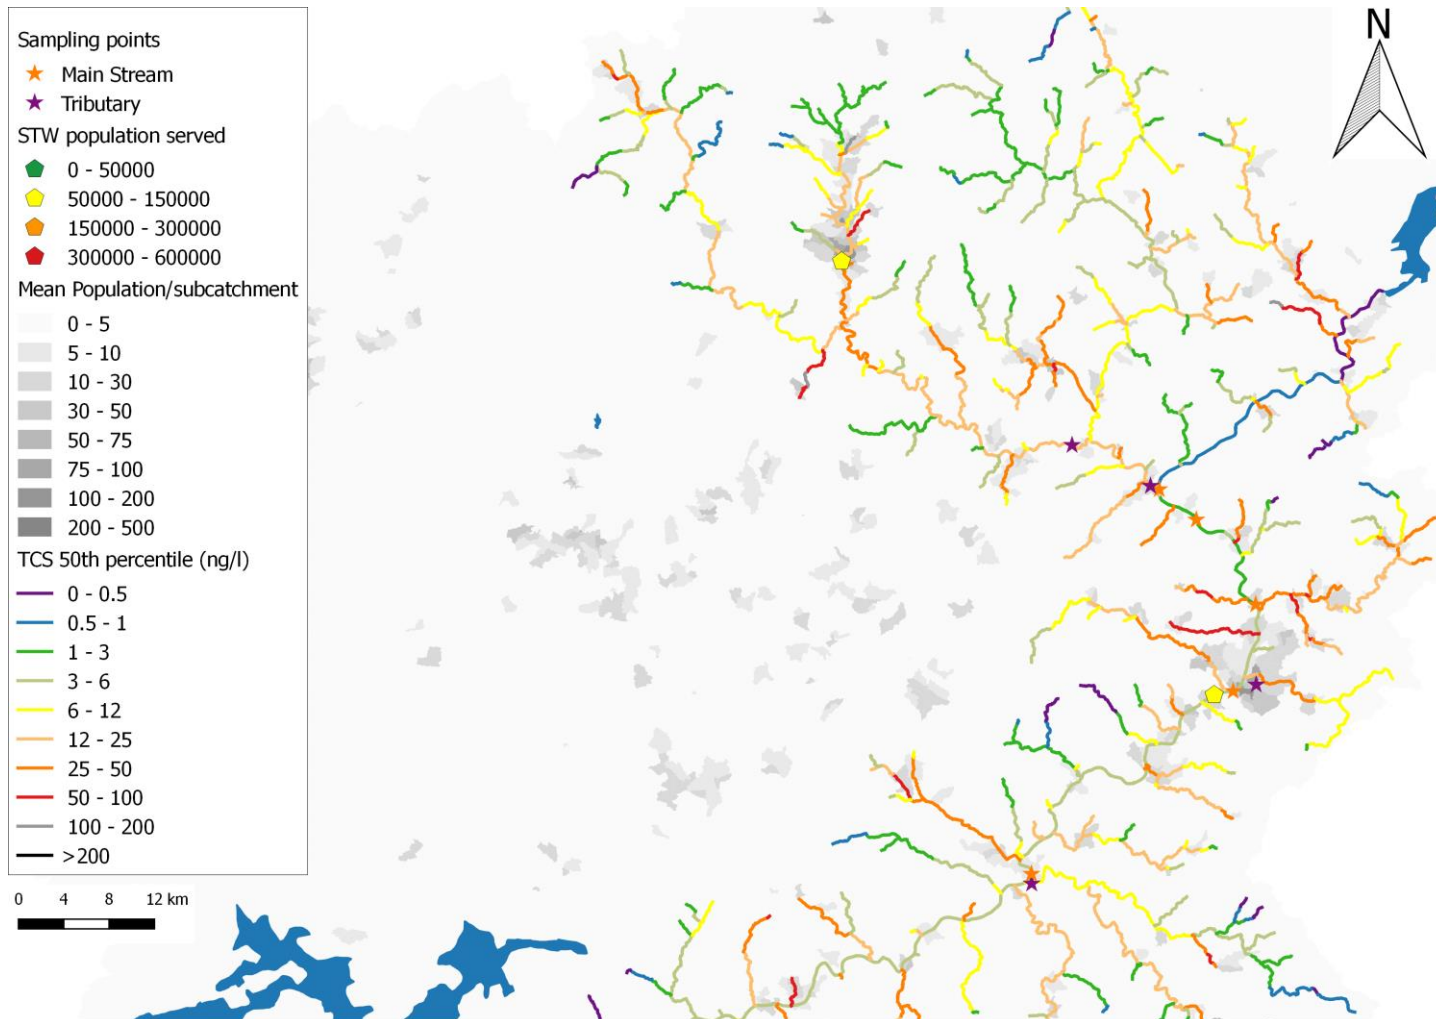 Sampling points
Main Stream
Tributary
STW population served
0 - 50000
50000 - 150000
150000 - 300000
300000 - 600000
Mean Population/subcatchment
0 - 5
5 - 10
10 - 30
30 - 50
50 - 75
75 - 100
100 - 200
200 - 500
TCS 50th percentile (ng/l)
0 - 0.5
0.5 - 1
1 - 3
3 - 6
6 - 12
12 - 25
25 - 50
50 - 100
100 - 200
>200
0 4 8 12 km
N